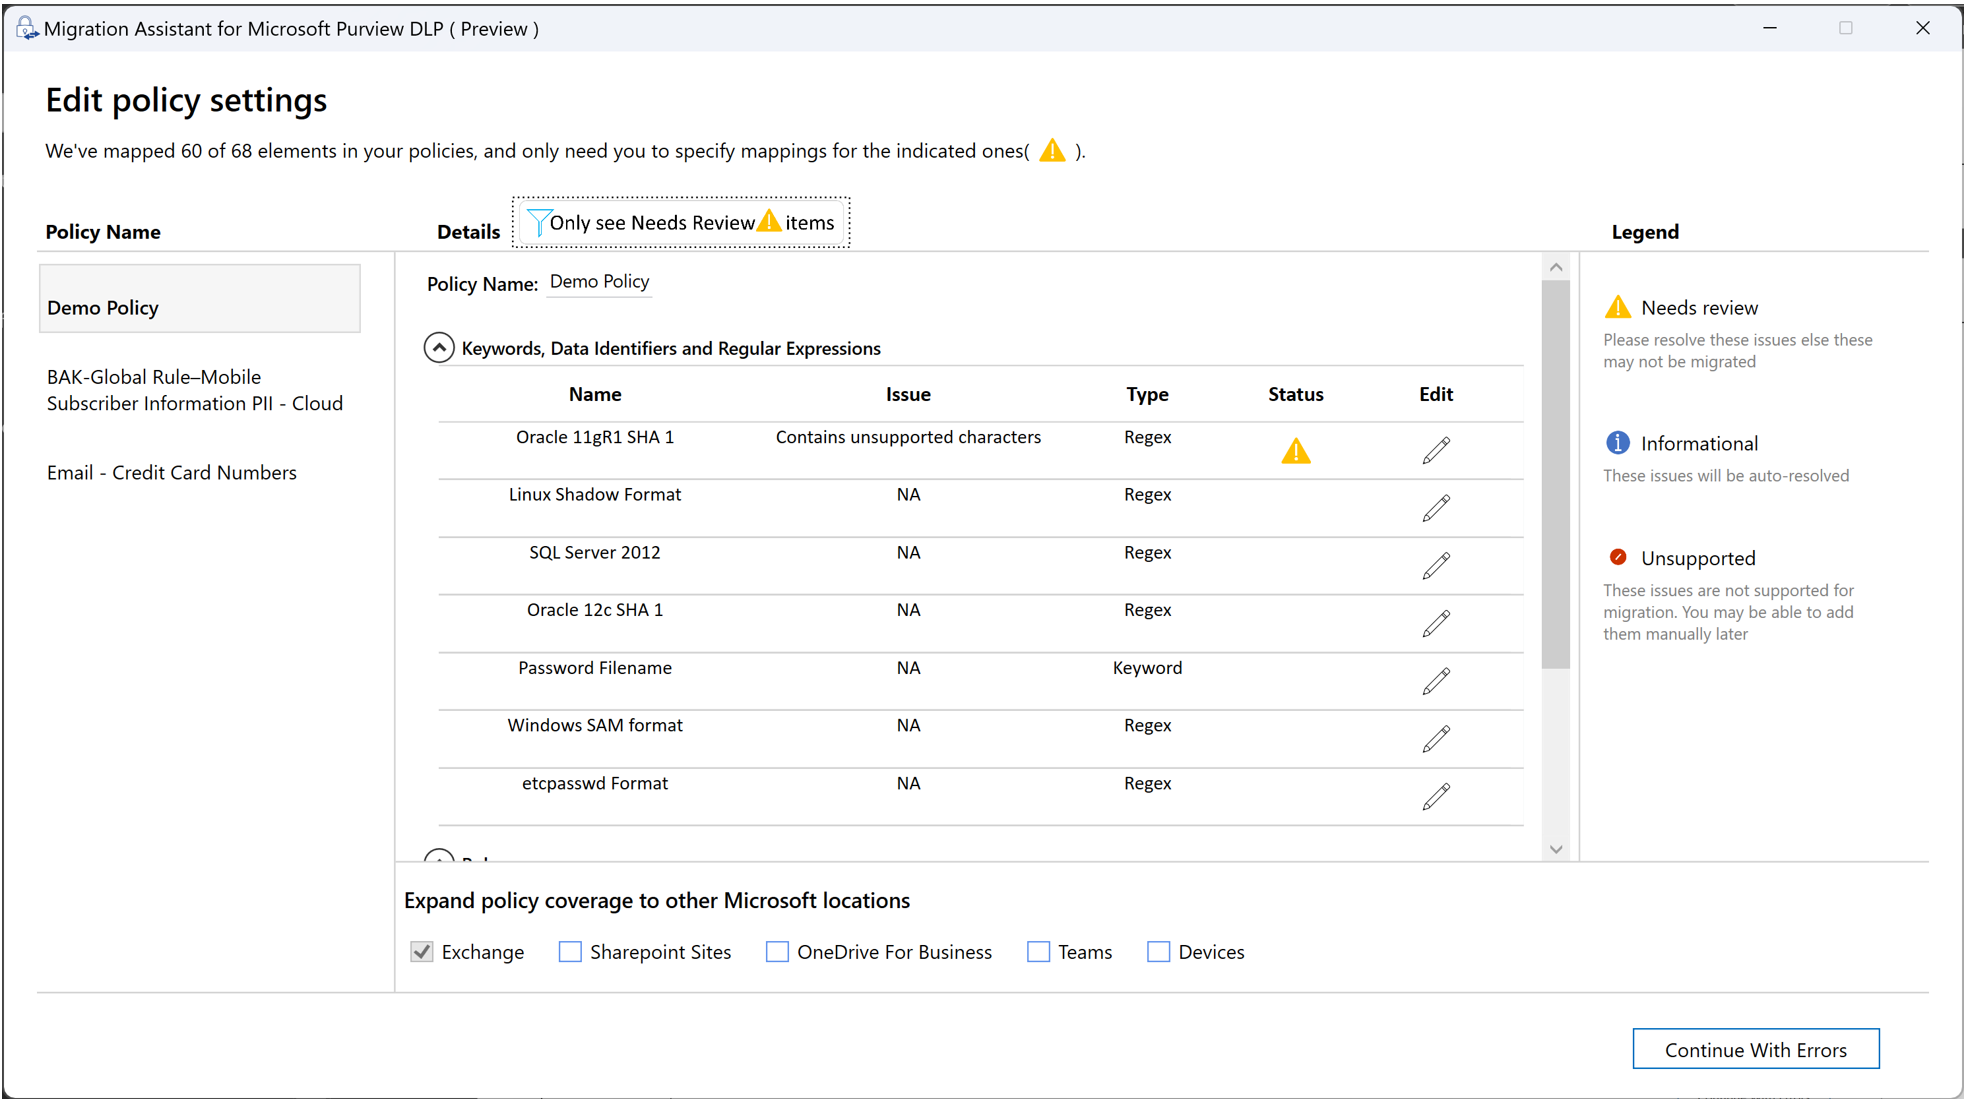 Migration Assistant for Microsoft Purview DLP ( Preview )
Edit policy settings
We've mapped 60 of 68 elements in your policies, and only need you to specify mappings for the indicated ones( ).
Policy Name
Details
Only see Needs Review items
Legend
Demo Policy
BAK-Global Rule–Mobile
Subscriber Information PII - Cloud
Email - Credit Card Numbers
Policy Name: Demo Policy
Keywords, Data Identifiers and Regular Expressions
Name Issue Type Status Edit
Oracle 11gR1 SHA 1 Contains unsupported characters Regex
Linux Shadow Format NA Regex
SQL Server 2012 NA Regex
Oracle 12c SHA 1 NA Regex
Password Filename NA Keyword
Windows SAM format NA Regex
etcpasswd Format NA Regex
Needs review
Please resolve these issues else these
may not be migrated
Informational
These issues will be auto-resolved
Unsupported
These issues are not supported for
migration. You may be able to add
them manually later
Expand policy coverage to other Microsoft locations
Exchange Sharepoint Sites OneDrive For Business Teams Devices
Continue With Errors